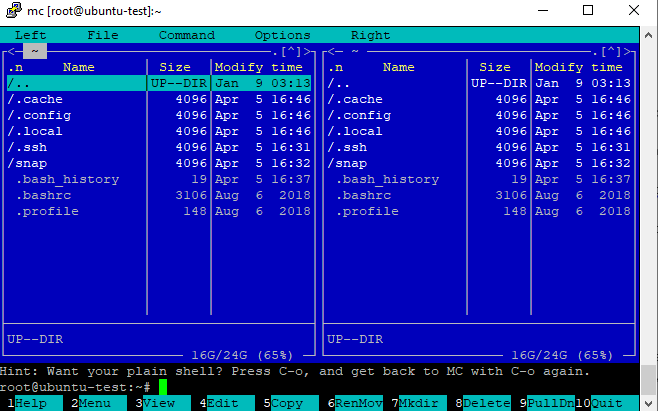 mc [root@ubuntu-test]:~
Left File Command Options Right
<— ~ .[^]> <— ~ .[^]>
.n Name Size Modify time .n Name Size Modify time
/.. UP--DIR Jan 9 03:13 /.. UP--DIR Jan 9 03:13
/.cache 4096 Apr 5 16:46 /.cache 4096 Apr 5 16:46
/.config 4096 Apr 5 16:46 /.config 4096 Apr 5 16:46
/.local 4096 Apr 5 16:46 /.local 4096 Apr 5 16:46
/.ssh 4096 Apr 5 16:31 /.ssh 4096 Apr 5 16:31
/snap 4096 Apr 5 16:32 /snap 4096 Apr 5 16:32
.bash_history 19 Apr 5 16:37 .bash_history 19 Apr 5 16:37
.bashrc 3106 Aug 6 2018 .bashrc 3106 Aug 6 2018
.profile 148 Aug 6 2018 .profile 148 Aug 6 2018
UP--DIR UP--DIR
16G/24G (65%) 16G/24G (65%)
Hint: Want your plain shell? Press C-o, and get back to MC with C-o again.
root@ubuntu-test:~#
1Help 2Menu 3View 4Edit 5Copy 6RenMov 7Mkdir 8Delete 9PullDn 10Quit